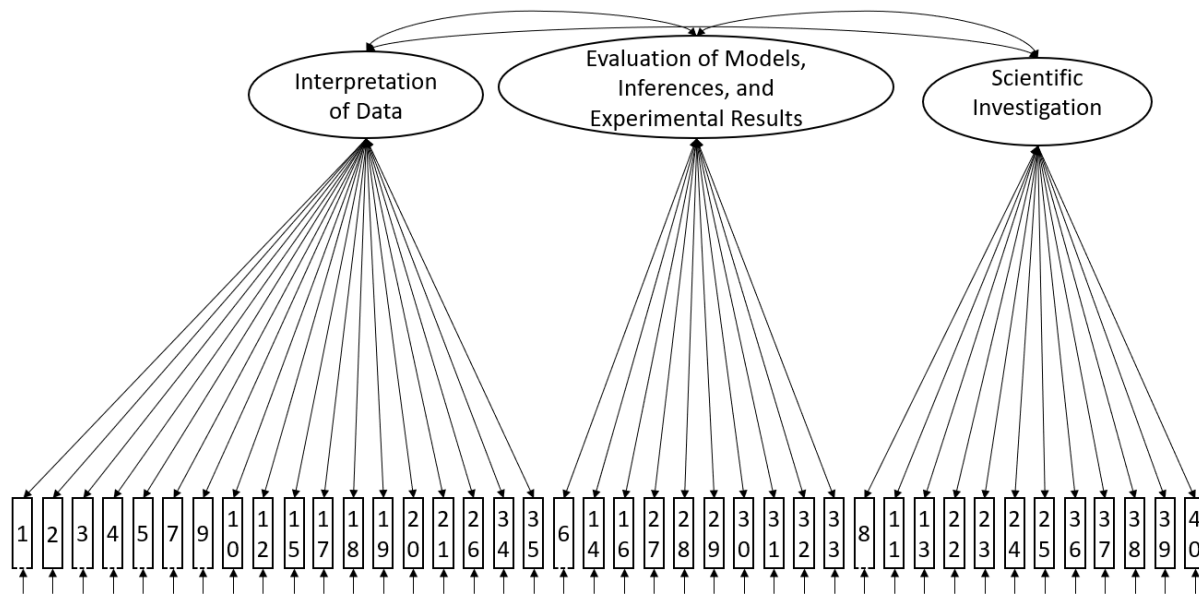 Interpretation
of Data
Evaluation of Models,
Inferences, and
Experimental Results
Scientific
Investigation
1 2 3 4 5 7 9 10 12 15 17 18 19 20 21 26 34 35 6 14 16 27 28 29 30 31 32 33 8 11 13 22 23 24 25 36 37 38 39 40